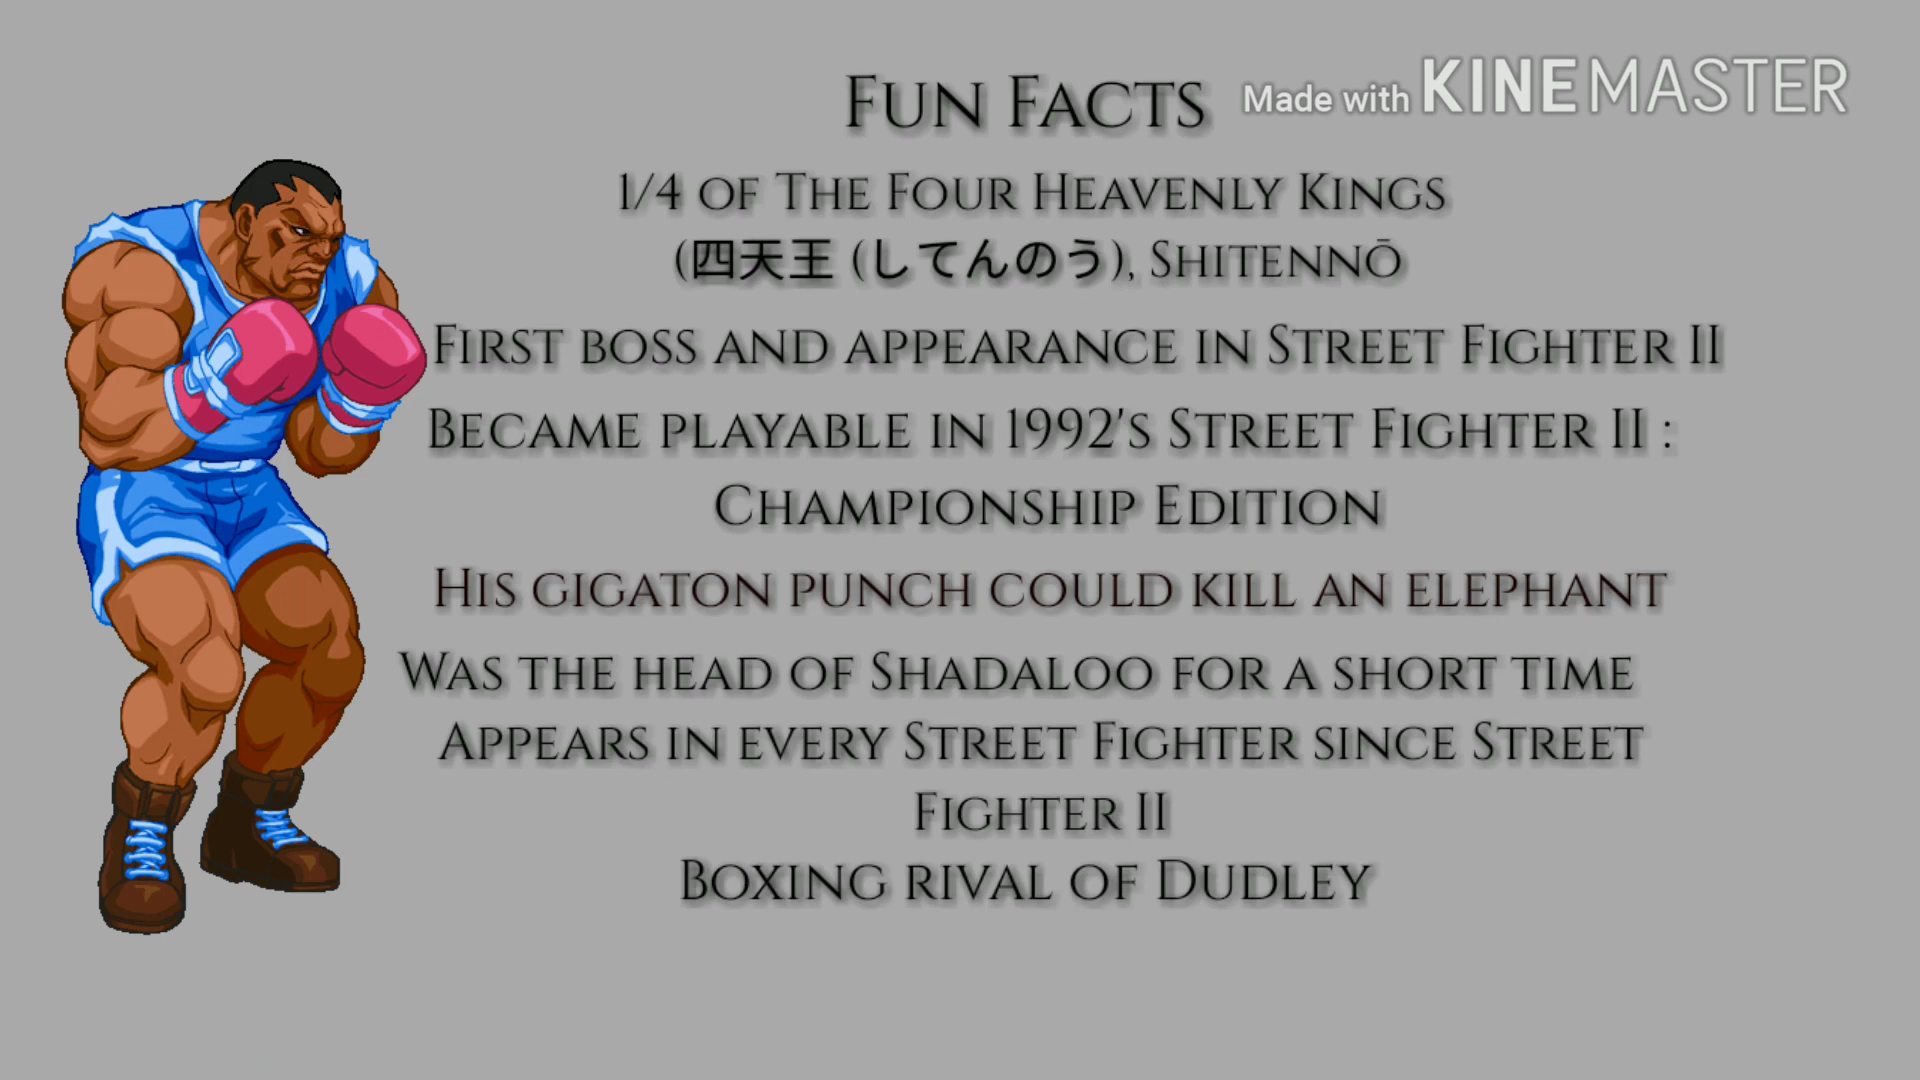 Fun Facts
Made with KINEMASTER
1/4 of The Four Heavenly Kings
(四天王 (してんのう), Shitennō
First boss and appearance in Street Fighter II
Became playable in 1992's Street Fighter II :
Championship Edition
His gigaton punch could kill an elephant
Was the head of Shadaloo for a short time
Appears in every Street Fighter since Street
Fighter II
Boxing rival of Dudley